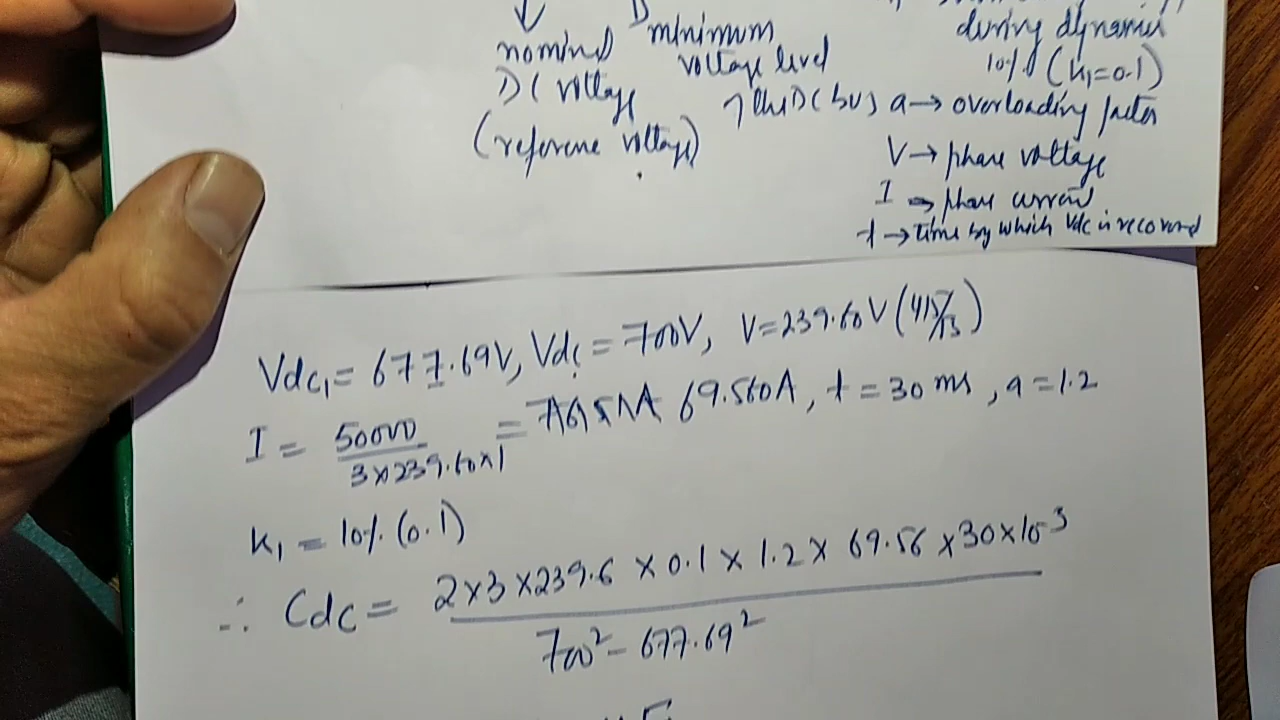 nominal minimum during dynamics
DC voltage voltage level 10% (K1=0.1)
(reference voltage) DC bus a→ overloading factor
V→ phase voltage
I → phase current
t → time by which Vdc is recovered
Vdc1 = 677.69V, Vdc = 700V, V=239.60V (415/√3)
I = 50000/3×239.60×1 = 69.560A, t = 30 ms, a = 1.2
K1 = 10% (0.1)
∴ Cdc = 2×3×239.6 × 0.1 × 1.2 × 69.56 × 30×10-3
700² - 677.69²